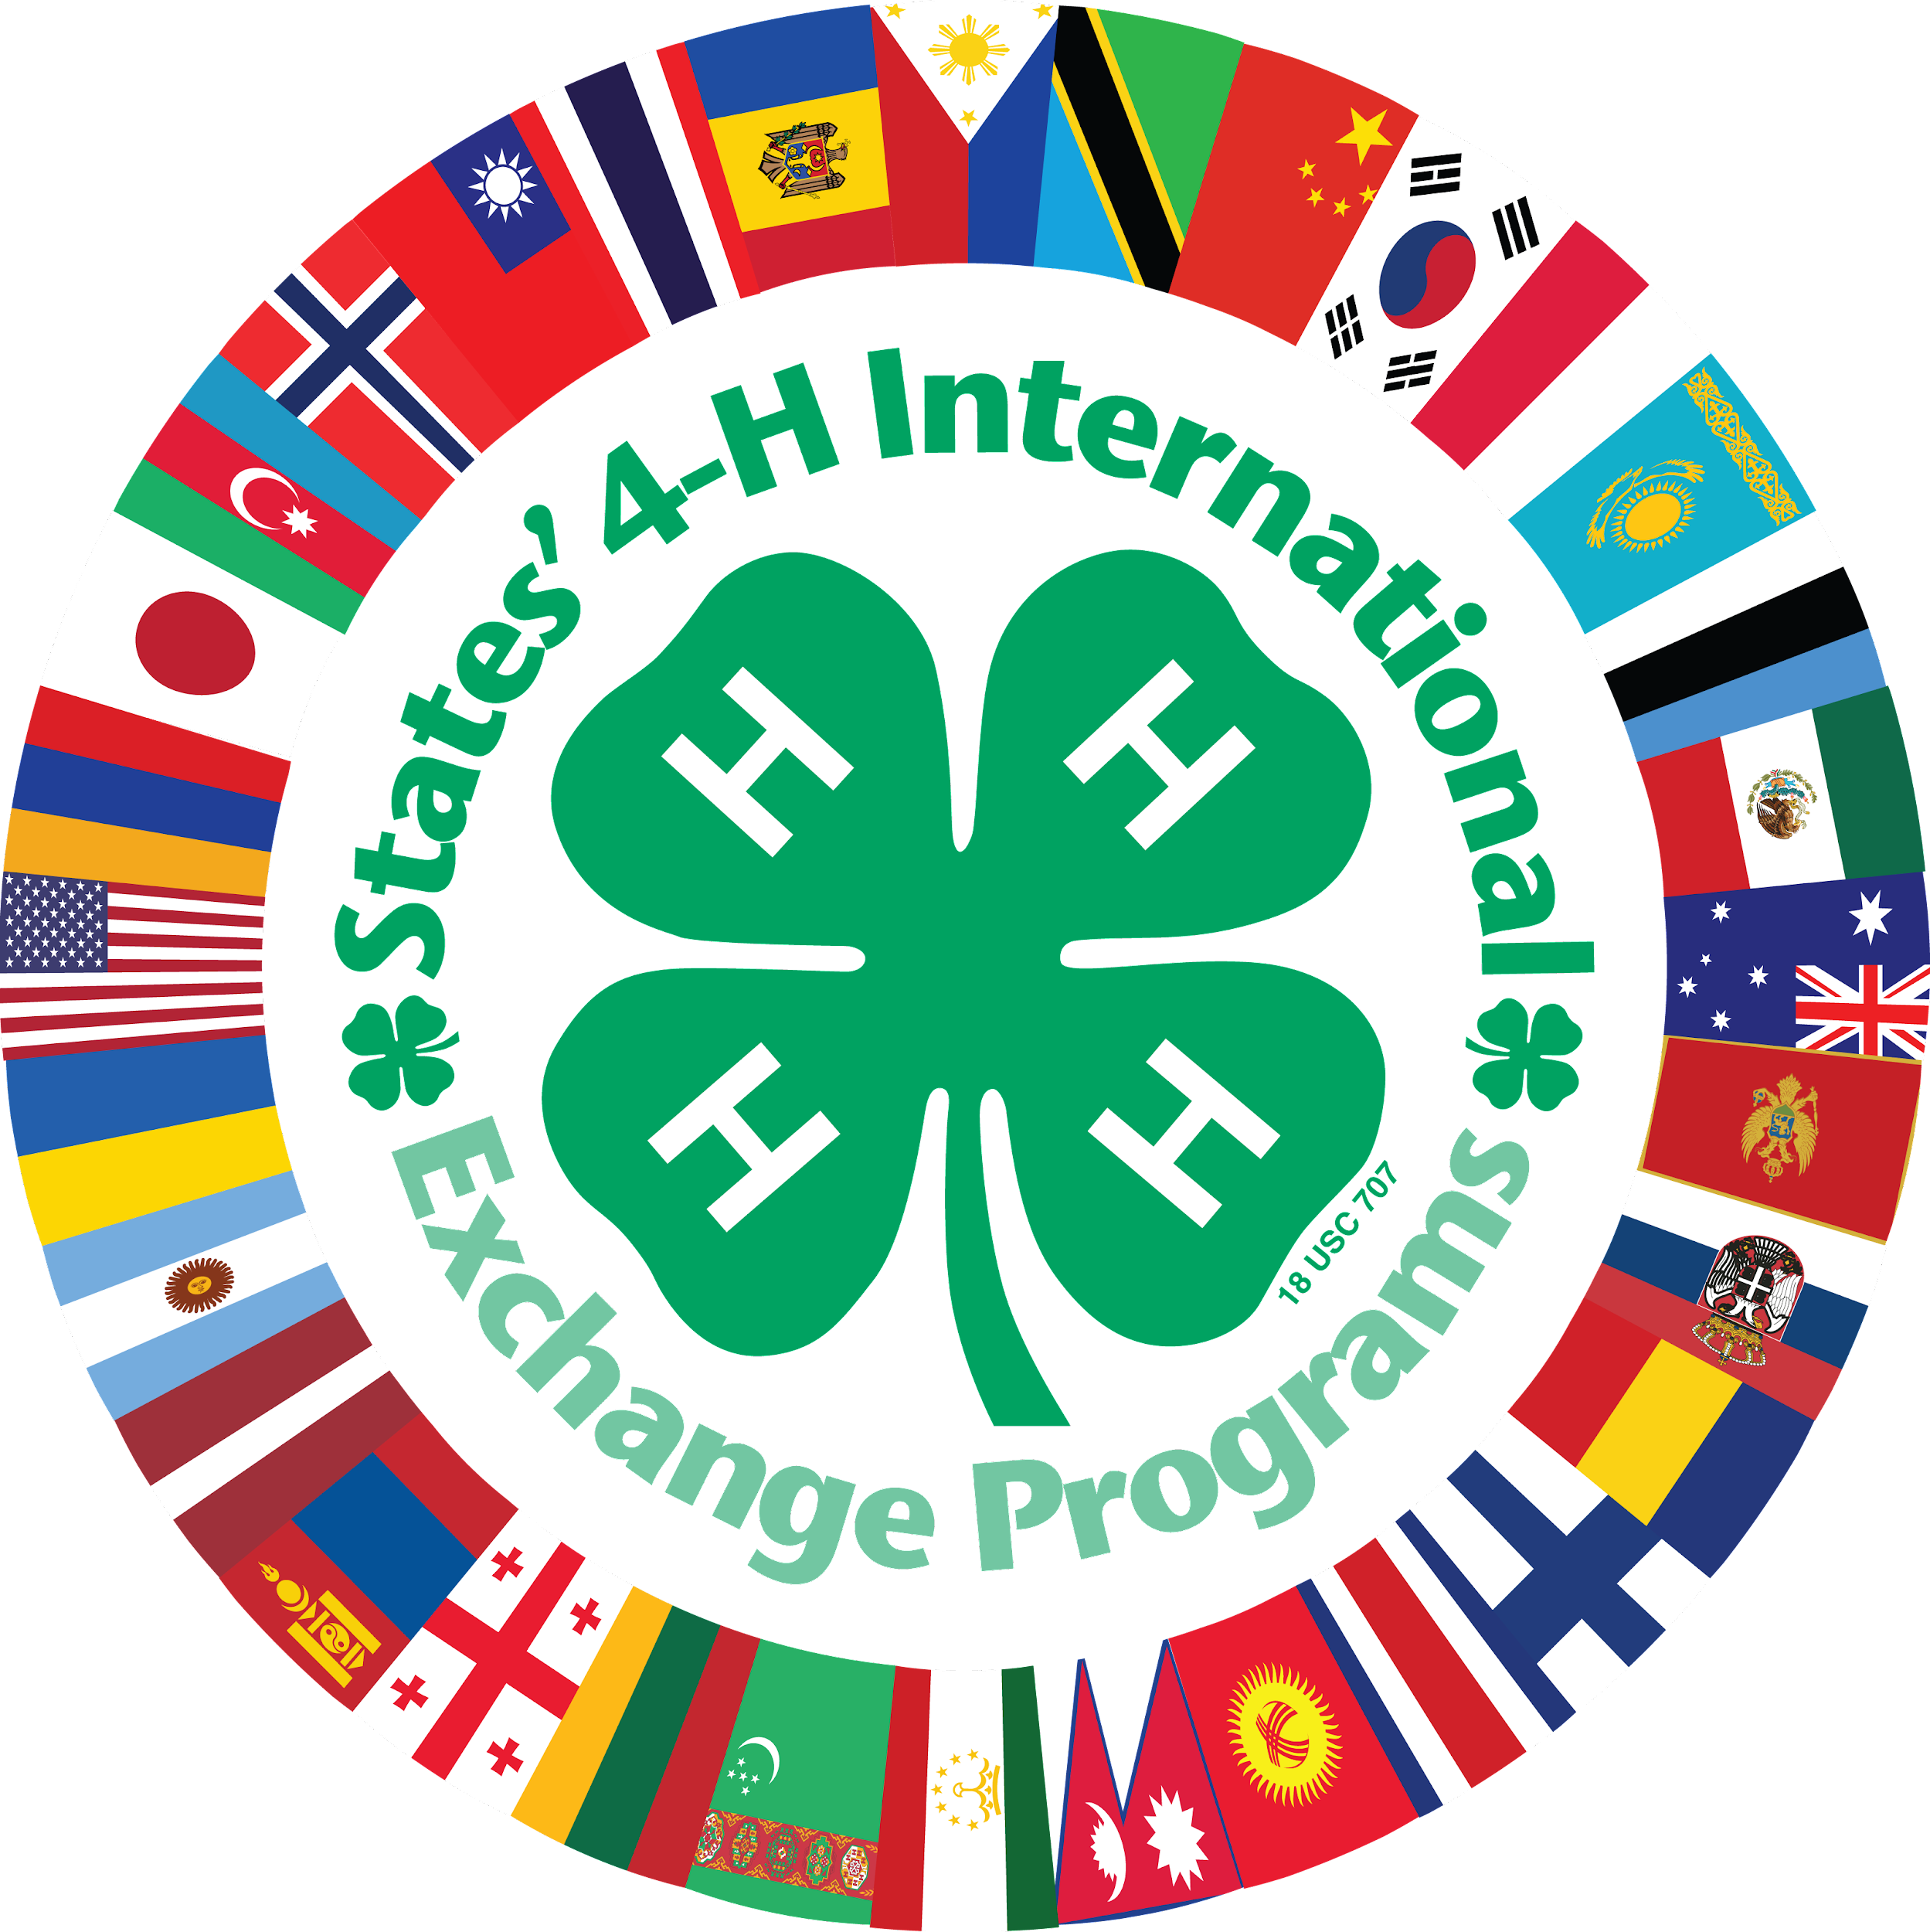 States' 4-H International
Exchange Programs
H H
H H
18 USC 707